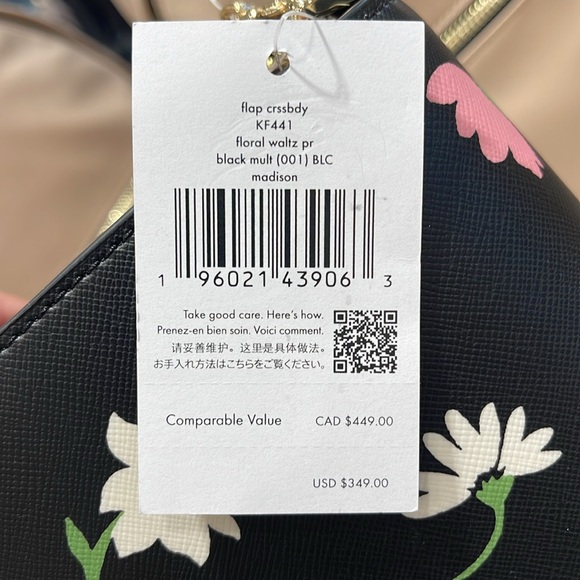 flap crssbdy
KF441
floral waltz pr
black mult (001) BLC
madison
1 96021 43906 3
Take good care. Here's how.
Prenez-en bien soin. Voici comment.
请妥善维护。这里是具体做法。
お手入れ方法はこちらをご覧ください。
Comparable Value CAD $449.00
USD $349.00